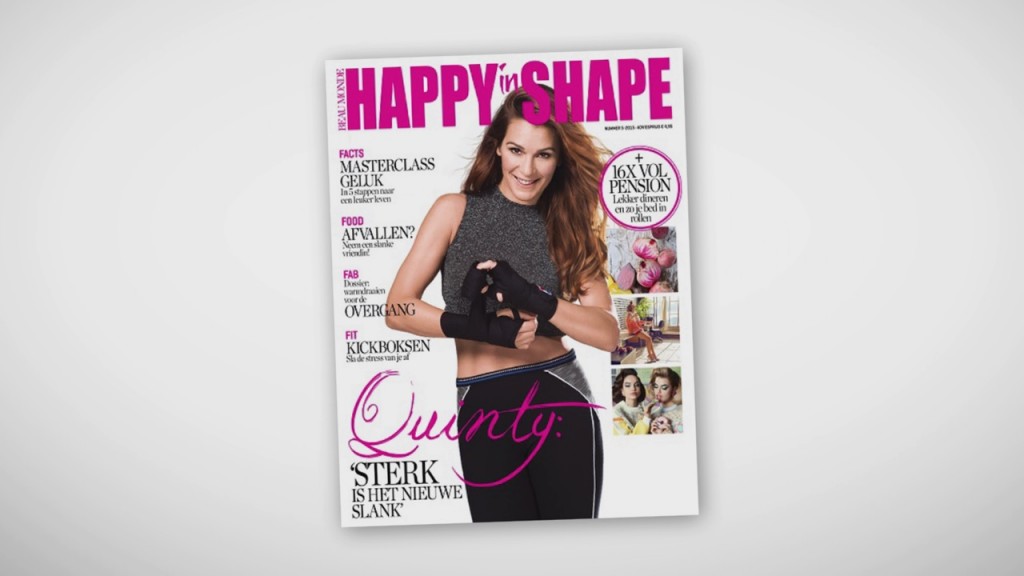 BEAU MONDE
HAPPY in SHAPE
FACTS
MASTERCLASS
GELUK
In 5 stappen naar
een leuker leven
FOOD
AFVALLEN?
Neem een slanke
vriendin!
FAB
Dossier:
warmdraaien
voor de
OVERGANG
FIT
KICKBOKSEN
Sla de stress van je af
Quinty:
'STERK
IS HET NIEUWE
SLANK'
+
16X VOL
PENSION
Lekker dineren
en zo je bed in
rollen